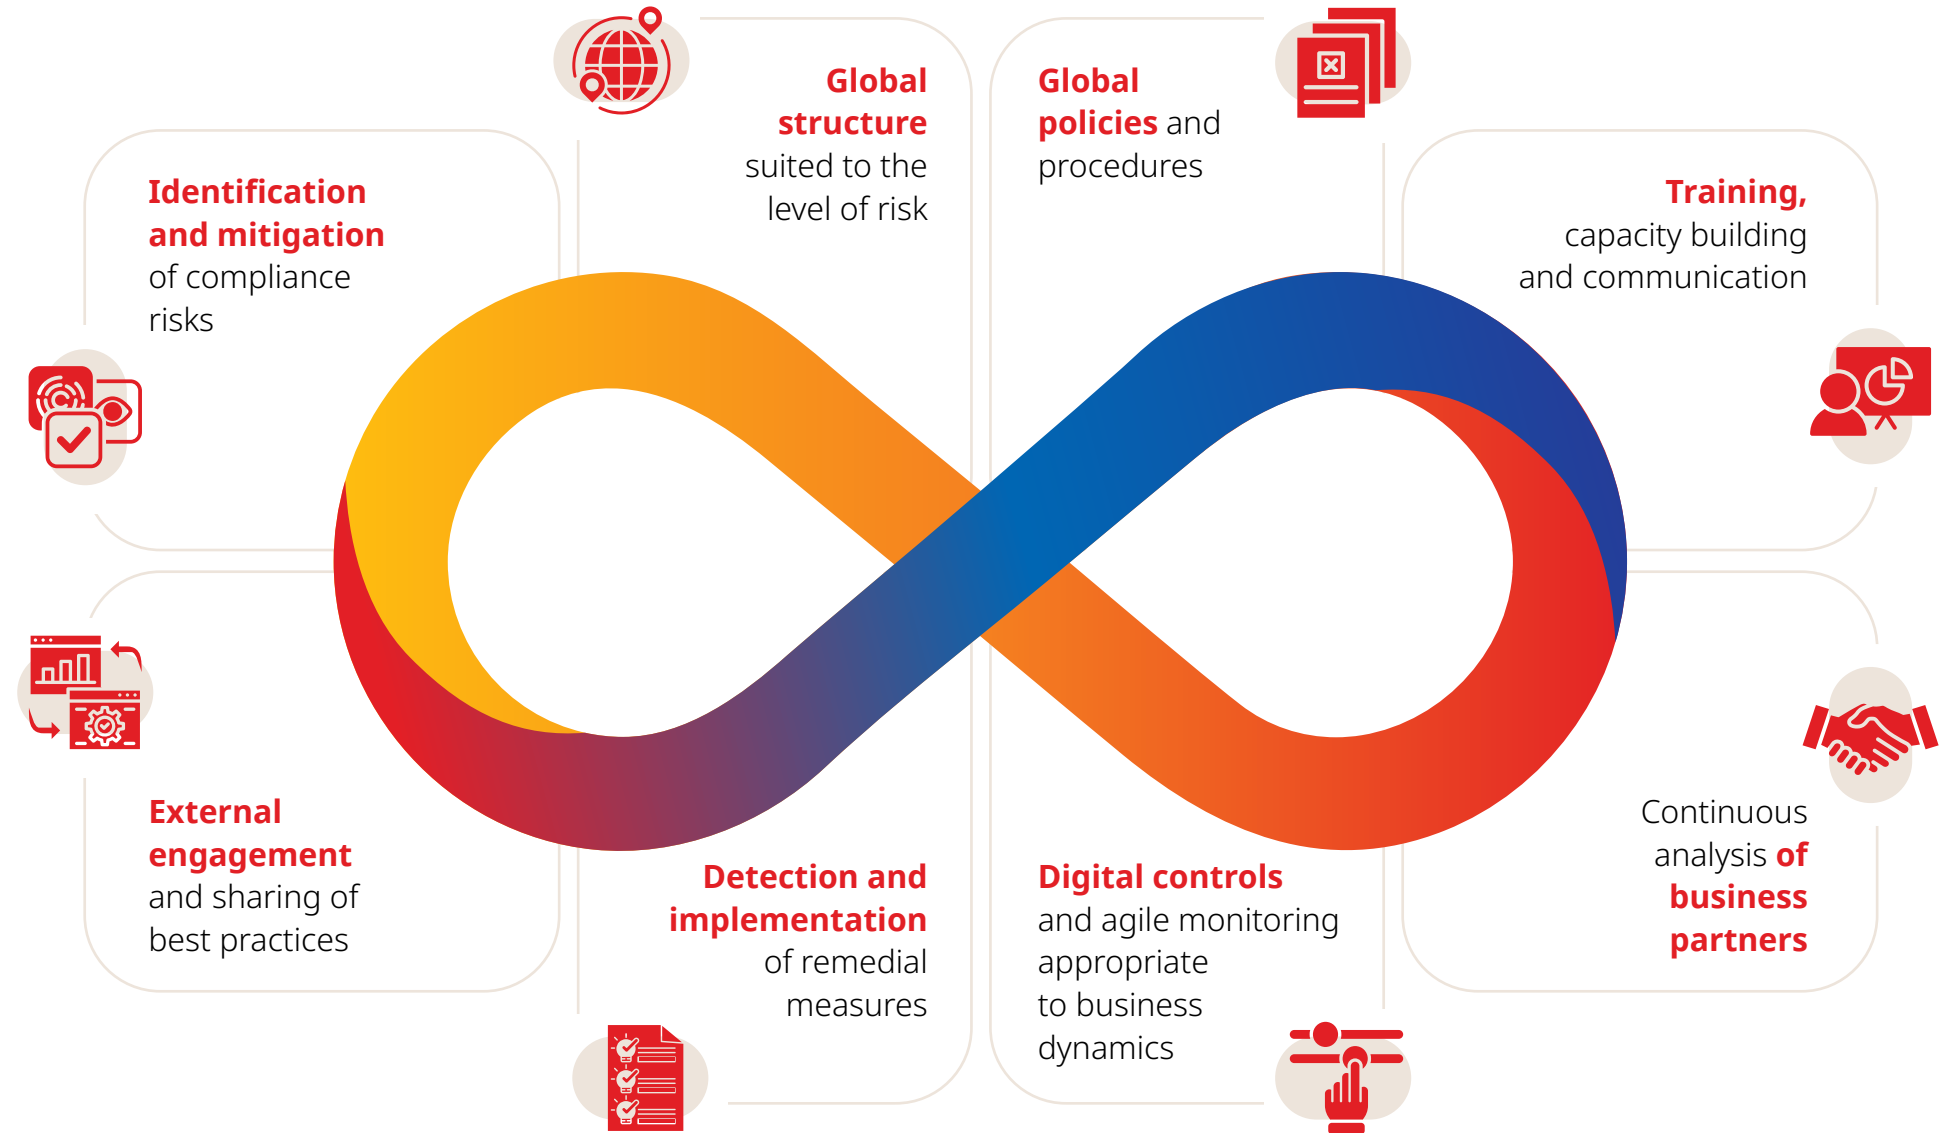 Identification
and mitigation
of compliance
risks
Global
structure
suited to the
level of risk
Global
policies and
procedures
Training,
capacity building
and communication
External
engagement
and sharing of
best practices
Detection and
implementation
of remedial
measures
Digital controls
and agile monitoring
appropriate
to business
dynamics
Continuous
analysis of
business
partners